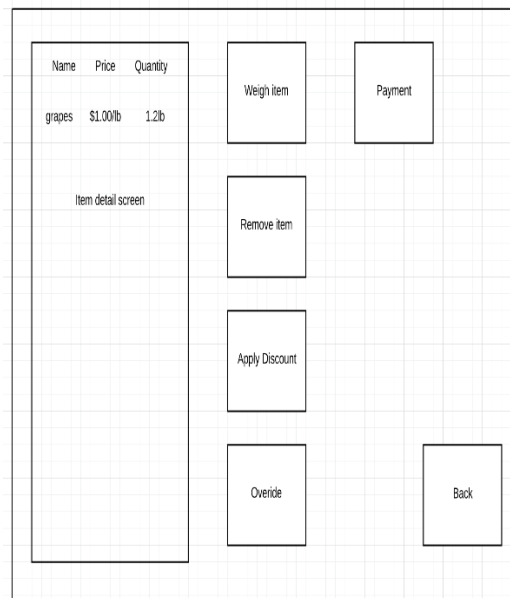 Name Price Quantity
grapes $1.00/lb 1.2lb
Item detail screen
Weigh item
Payment
Remove item
Apply Discount
Overide
Back